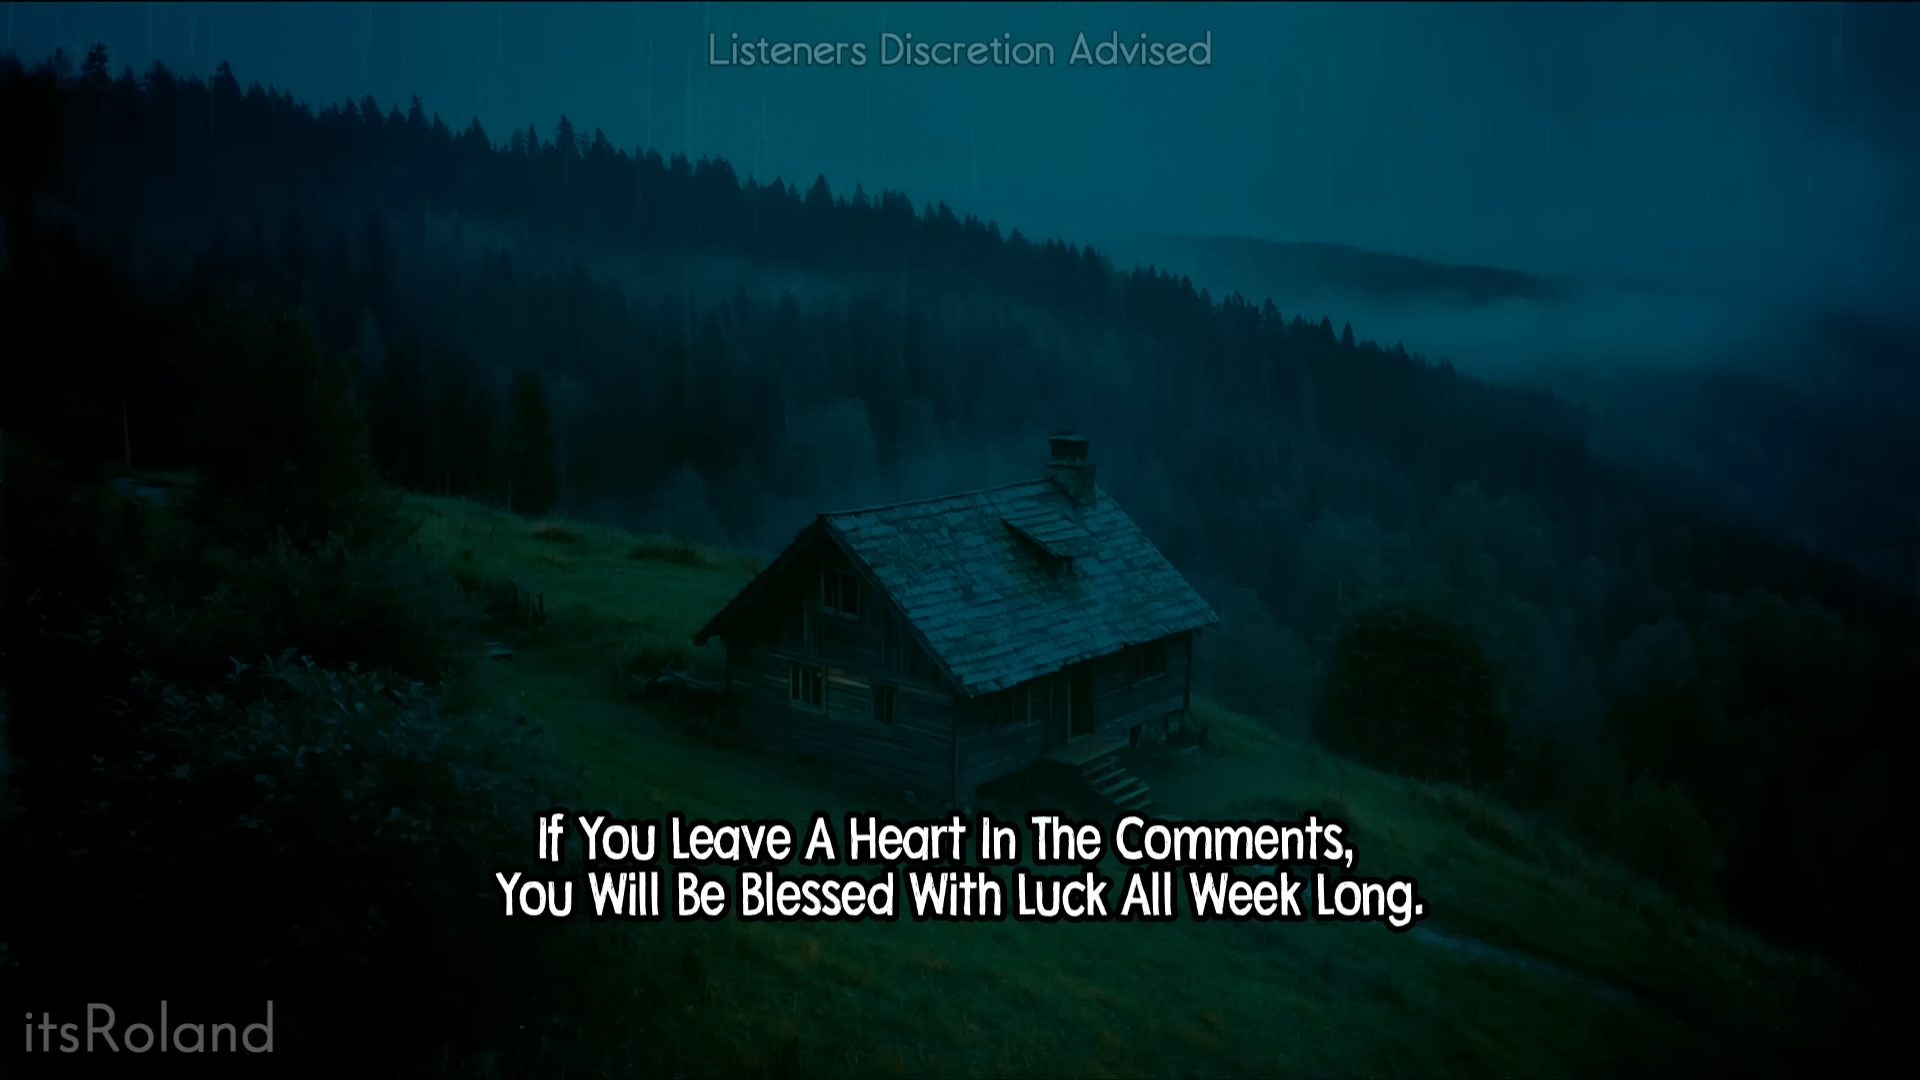 Listeners Discretion Advised
If You Leave A Heart In The Comments,
You Will Be Blessed With Luck All Week Long.
itsRoland